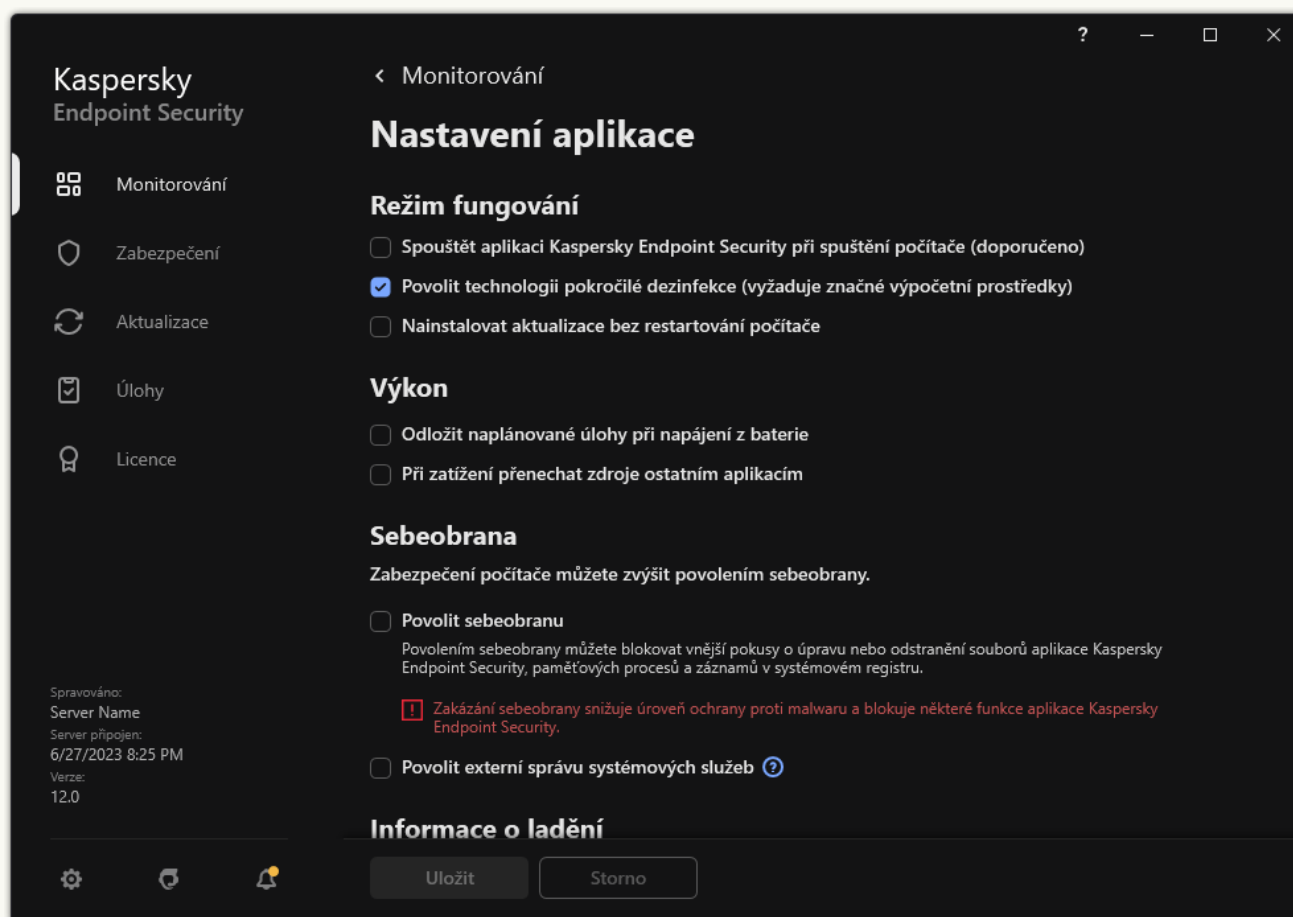 Kaspersky
Endpoint Security
Monitorování
Zabezpečení
Aktualizace
Úlohy
Licence
Spravováno:
Server Name
Server připojen:
6/27/2023 8:25 PM
Verze:
12.0
?
Monitorování
Nastavení aplikace
Režim fungování
Spouštět aplikaci Kaspersky Endpoint Security při spuštění počítače (doporučeno)
Povolit technologii pokročilé dezinfekce (vyžaduje značné výpočetní prostředky)
Nainstalovat aktualizace bez restartování počítače
Výkon
Odložit naplánované úlohy při napájení z baterie
Při zatížení přenechat zdroje ostatním aplikacím
Sebeobrana
Zabezpečení počítače můžete zvýšit povolením sebeobrany.
Povolit sebeobranu
Povolením sebeobrany můžete blokovat vnější pokusy o úpravu nebo odstranění souborů aplikace Kaspersky
Endpoint Security, paměťových procesů a záznamů v systémovém registru.
Zakázání sebeobrany snižuje úroveň ochrany proti malwaru a blokuje některé funkce aplikace Kaspersky
Endpoint Security.
Povolit externí správu systémových služeb ?
Informace o ladění
Uložit
Storno